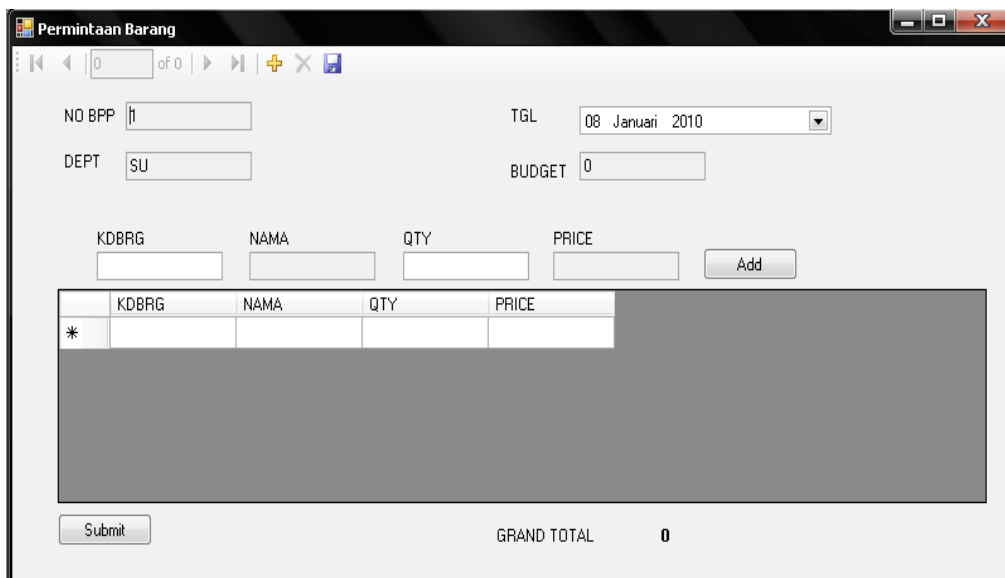 Permintaan Barang
0 of 0
NO BPP 1 TGL 08 Januari 2010
DEPT SU BUDGET 0
KDBRG NAMA QTY PRICE
Add
KDBRG NAMA QTY PRICE
Submit GRAND TOTAL 0